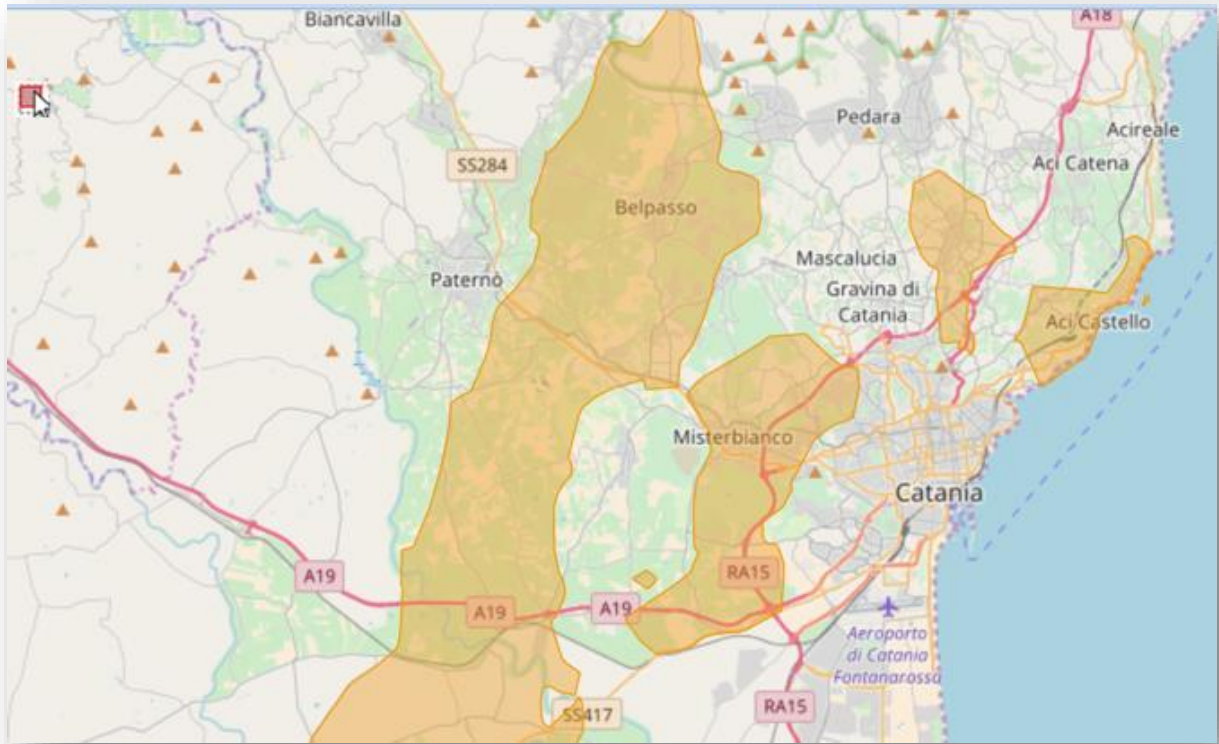 Biancavilla
A18
Pedara
Acireale
Aci Catena
SS284
Belpasso
Mascalucia
Paternò
Gravina di
Catania
Aci Castello
Misterbianco
Catania
A19
A19
A19
RA15
Aeroporto
di Catania
Fontanarossa
SS417
RA15